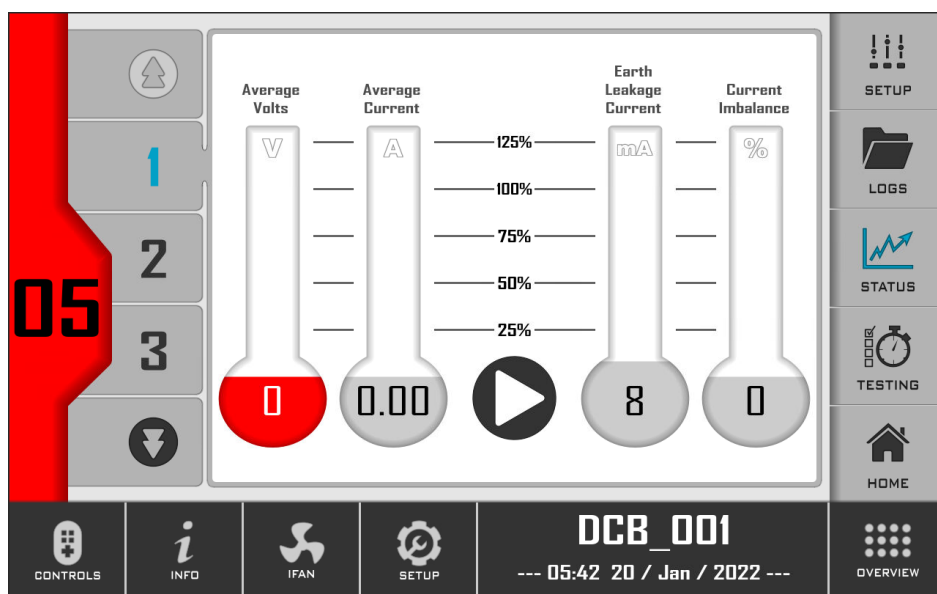 05
1
2
3
Average
Volts
Average
Current
Earth
Leakage
Current
Current
Imbalance
V
A
mA
%
125%
100%
75%
50%
25%
0
0.00
8
0
SETUP
LOGS
STATUS
TESTING
HOME
CONTROLS
INFO
IFAN
SETUP
DCB_001
--- 05:42 20 / Jan / 2022 ---
OVERVIEW